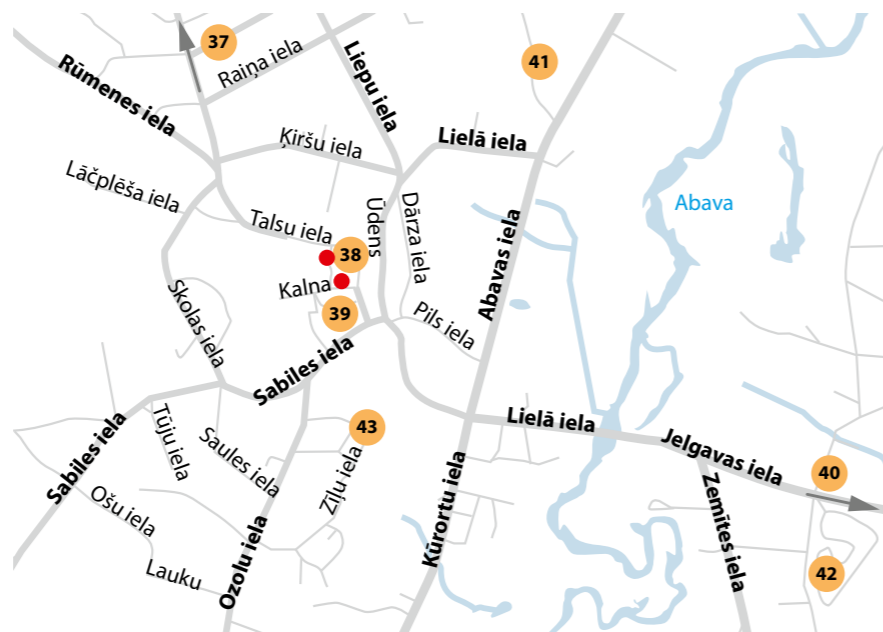 37
Raiņa iela
Liepu iela
41
Rūmenes iela
Ķiršu iela
Lielā iela
Lāčplēša iela
Talsu iela
Ūdens
Dārza iela
Abava
38
Kalna
39
Skolas iela
Pils iela
Abavas iela
Sabiles iela
Lielā iela
Jelgavas iela
40
43
Tūju iela
Saules iela
Zīļu iela
Sabiles iela
Ošu iela
Lauku
Ozolu iela
Kūrortu iela
Zemītes iela
42